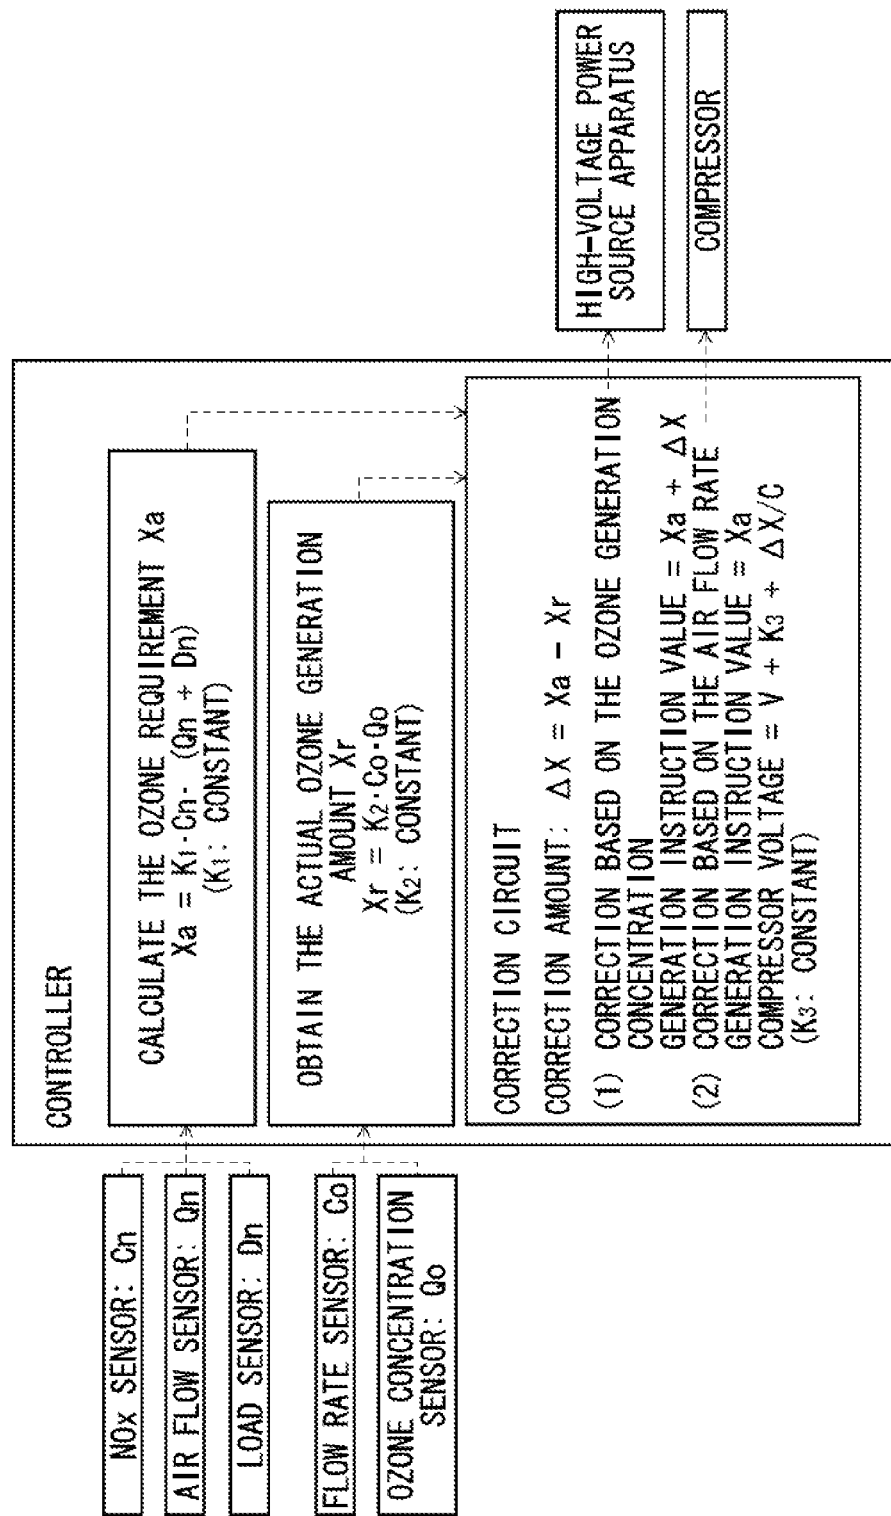 NOx SENSOR: Cn
AIR FLOW SENSOR: Qn
LOAD SENSOR: Dn
FLOW RATE SENSOR: Co
OZONE CONCENTRATION
SENSOR: Qo
CONTROLLER
CALCULATE THE OZONE REQUIREMENT Xa
Xa = K1·Cn· (Qn + Dn)
(K1: CONSTANT)
OBTAIN THE ACTUAL OZONE GENERATION
AMOUNT Xr
Xr = K2·Co·Qo
(K2: CONSTANT)
CORRECTION CIRCUIT
CORRECTION AMOUNT: ΔX = Xa - Xr
(1) CORRECTION BASED ON THE OZONE GENERATION
CONCENTRATION
GENERATION INSTRUCTION VALUE = Xa + ΔX
(2) CORRECTION BASED ON THE AIR FLOW RATE
GENERATION INSTRUCTION VALUE = Xa
COMPRESSOR VOLTAGE = V + K3 + ΔX/C
(K3: CONSTANT)
HIGH-VOLTAGE POWER
SOURCE APPARATUS
COMPRESSOR